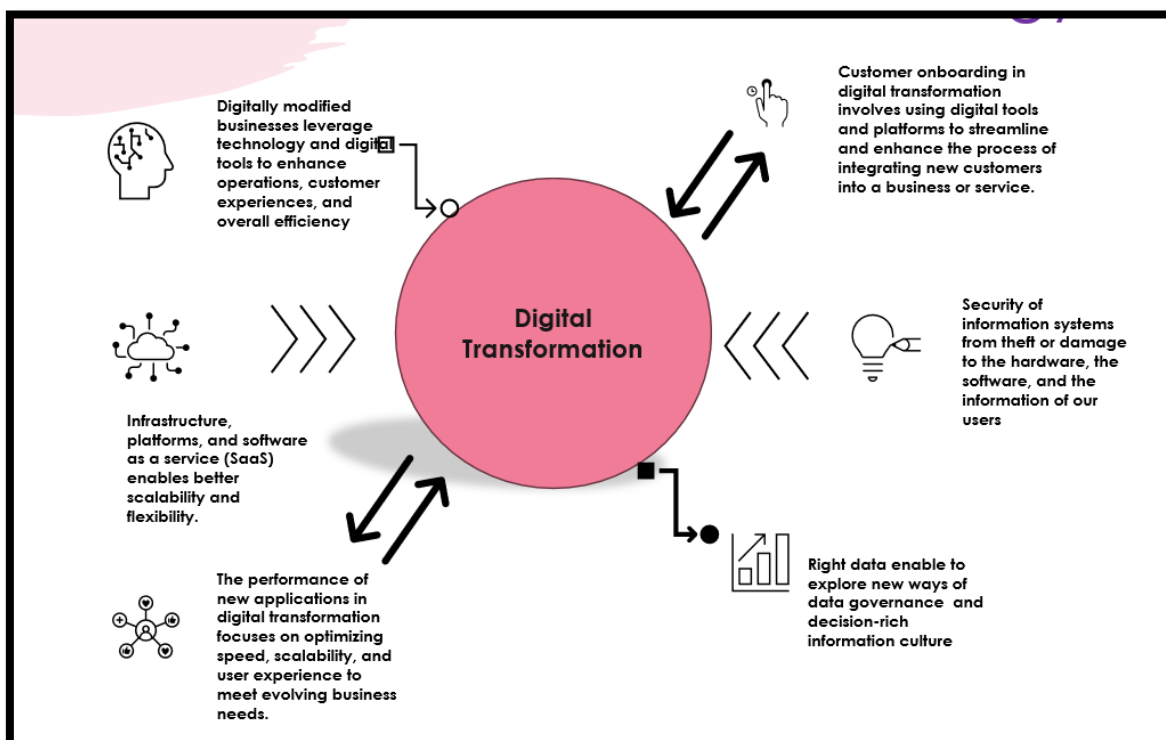 Digitally modified
businesses leverage
technology and digital
tools to enhance
operations, customer
experiences, and
overall efficiency
Customer onboarding in
digital transformation
involves using digital tools
and platforms to streamline
and enhance the process of
integrating new customers
into a business or service.
Digital
Transformation
Infrastructure,
platforms, and software
as a service (SaaS)
enables better
scalability and
flexibility.
Security of
information systems
from theft or damage
to the hardware, the
software, and the
information of our
users
The performance of
new applications in
digital transformation
focuses on optimizing
speed, scalability, and
user experience to
meet evolving business
needs.
Right data enable to
explore new ways of
data governance  and
decision-rich
information culture